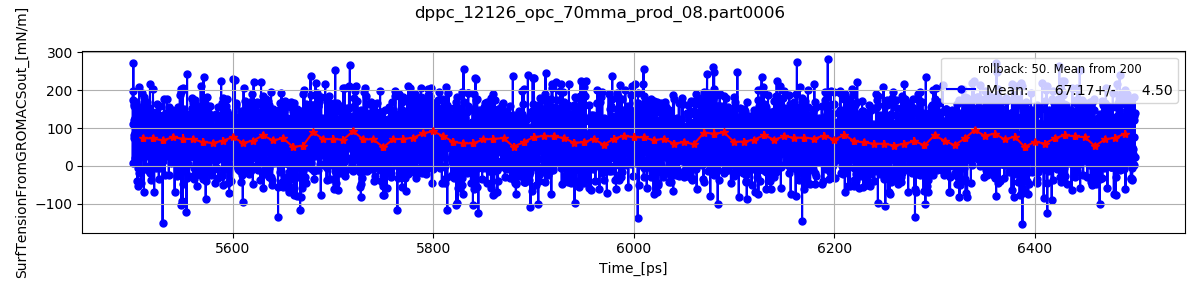 dppc_12126_opc_70mma_prod_08.part0006
SurfTensionFromGROMACSout_[mN/m]
300
200
100
0
−100
rollback: 50. Mean from 200
Mean: 67.17+/- 4.50
5600 5800 6000 6200 6400
Time_[ps]